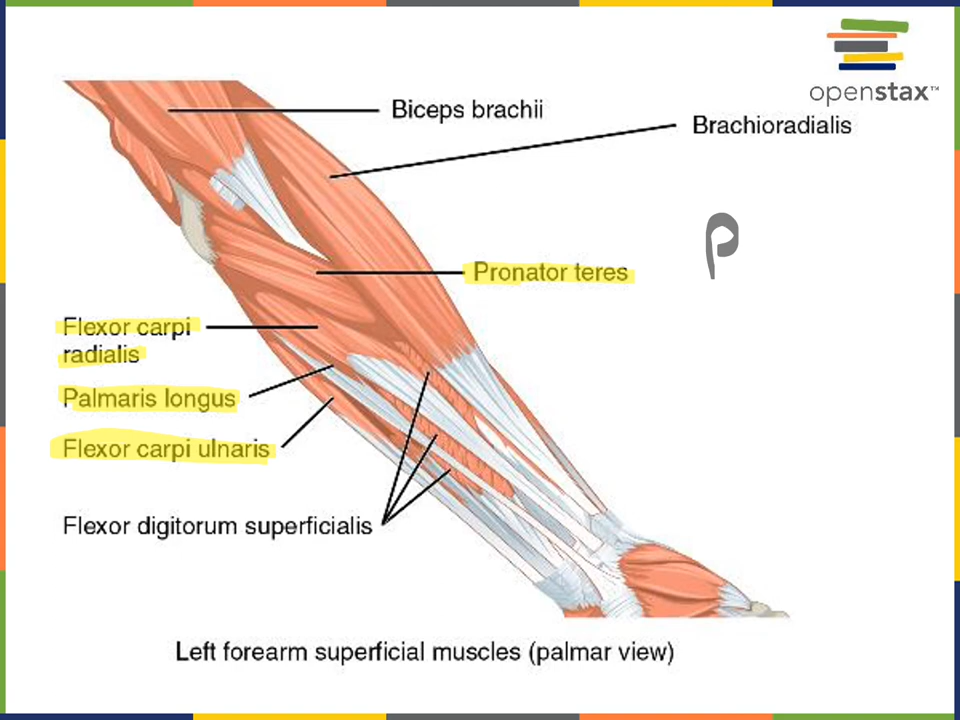 openstax™
Biceps brachii
Brachioradialis
Pronator teres
Flexor carpi
radialis
Palmaris longus
Flexor carpi ulnaris
Flexor digitorum superficialis
Left forearm superficial muscles (palmar view)